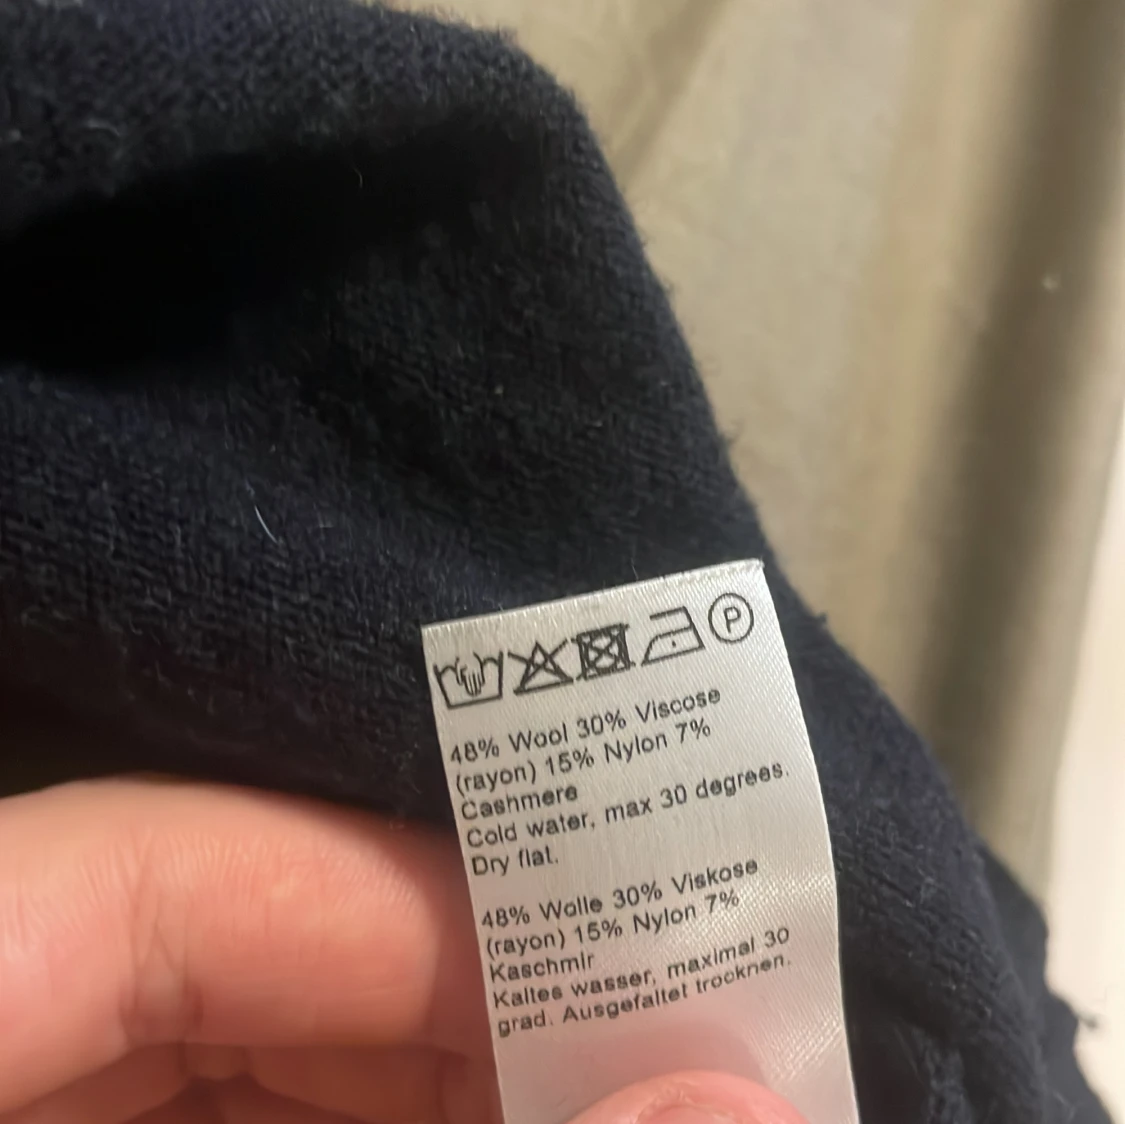 P
48% Wool 30% Viscose
(rayon) 15% Nylon 7%
Cashmere
Cold water, max 30 degrees.
Dry flat.
48% Wolle 30% Viskose
(rayon) 15% Nylon 7%
Kaschmir
Kaltes wasser, maximal 30
grad. Ausgefaltet trocknen.